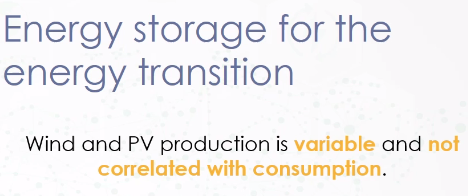 Energy storage for the
energy transition
Wind and PV production is variable and not
correlated with consumption.